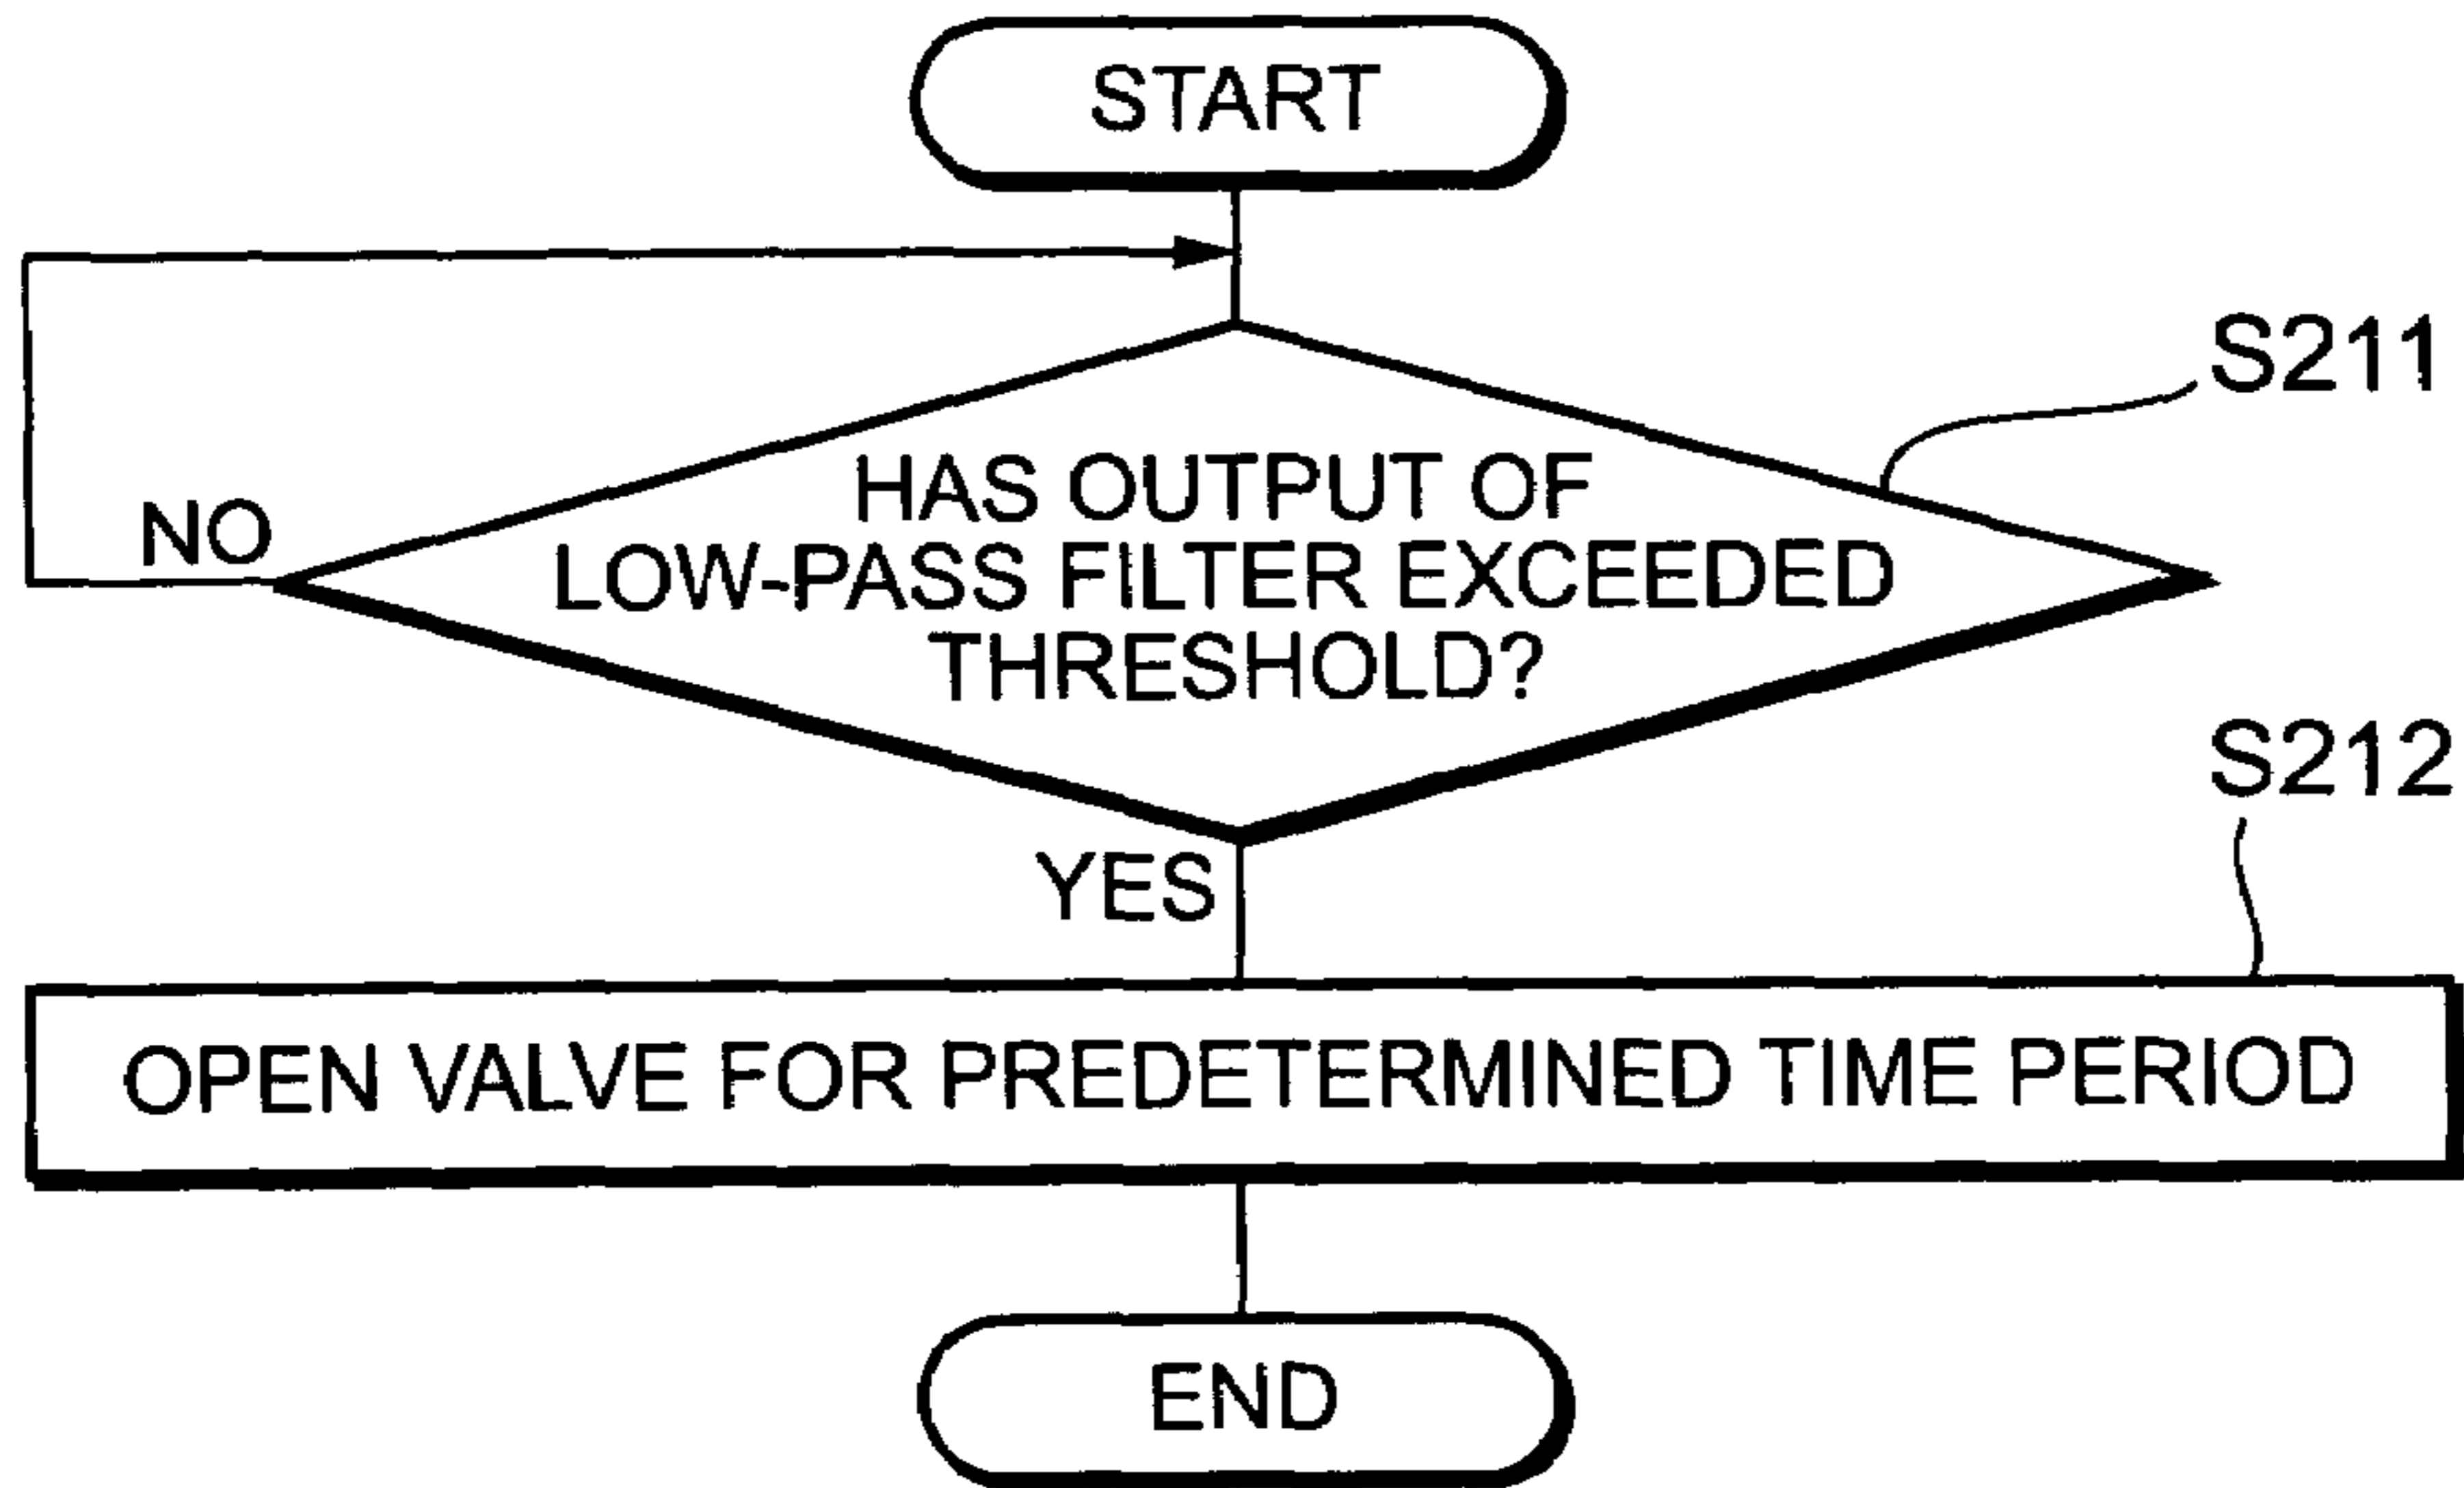 START
S211
HAS OUTPUT OF
LOW-PASS FILTER EXCEEDED
THRESHOLD?
NO
S212
YES
OPEN VALVE FOR PREDETERMINED TIME PERIOD
END